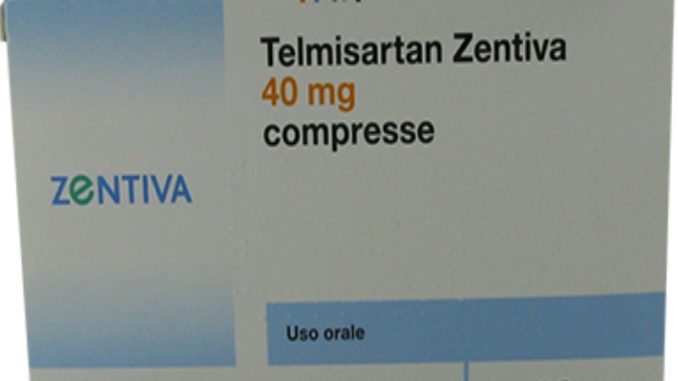 Telmisartan Zentiva
40 mg
compresse
ZENTIVA
Uso orale